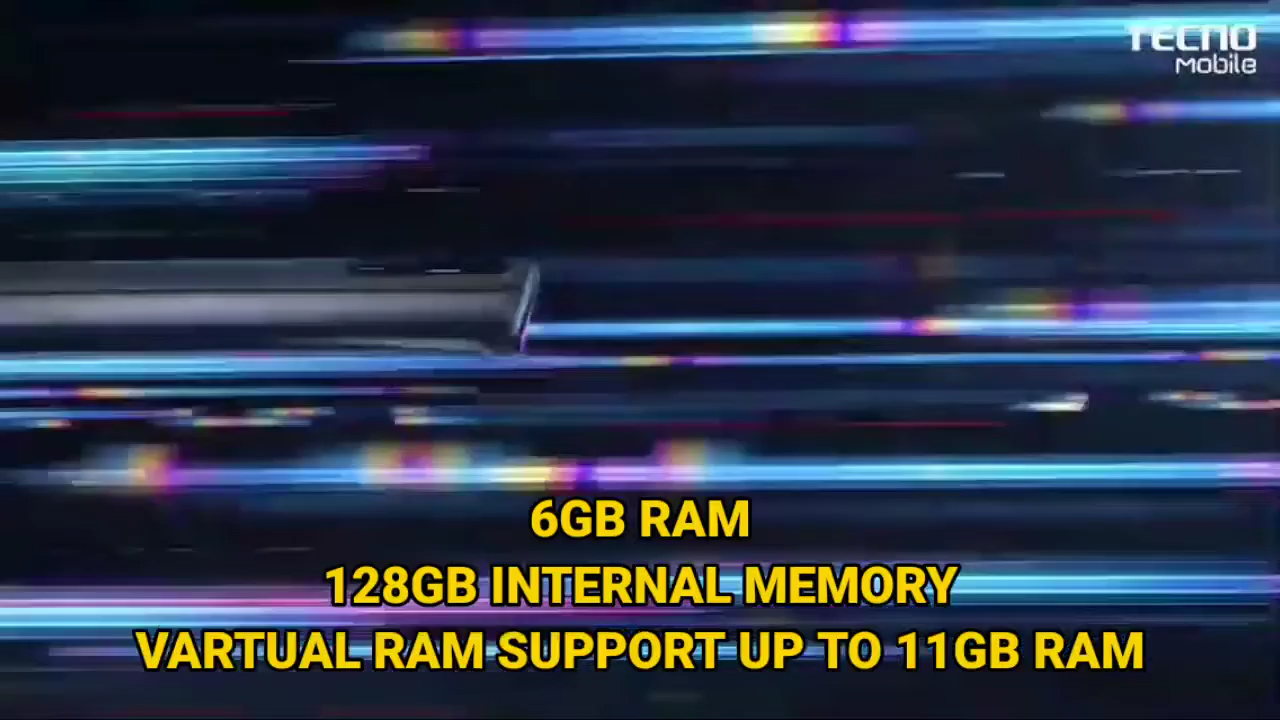 TECNO
Mobile
6GB RAM
128GB INTERNAL MEMORY
VARTUAL RAM SUPPORT UP TO 11GB RAM